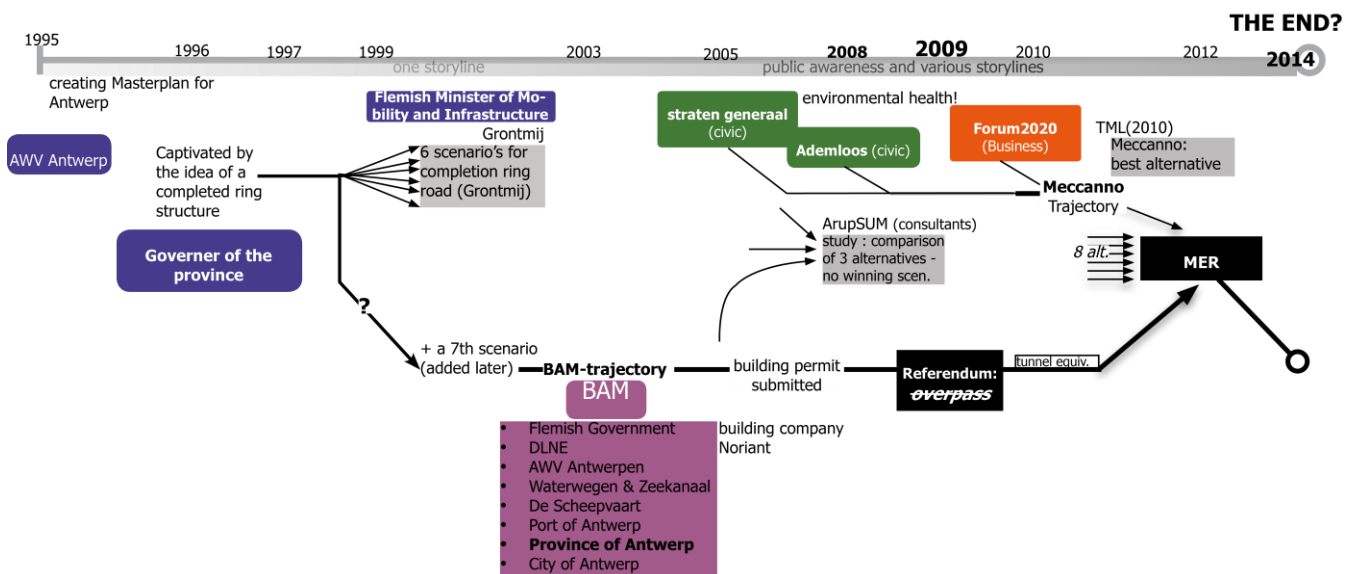 THE END?
1995
1996
1997
1999
2003
2005
2008
2009
2010
2012
2014
one storyline
public awareness and various storylines
creating Masterplan for
Antwerp
AWV Antwerp
Captivated by
the idea of a
completed ring
structure
Governer of the
province
Flemish Minister of Mo-
bility and Infrastructure
Grontmij
6 scenario's for
completion ring
road (Grontmij)
?
+ a 7th scenario
(added later)
BAM-trajectory
BAM
• Flemish Government
• DLNE
• AWV Antwerpen
• Waterwegen & Zeekanaal
• De Scheepvaart
• Port of Antwerp
• Province of Antwerp
• City of Antwerp
building company
Noriant
building permit
submitted
straten generaal
(civic)
environmental health!
Ademloos (civic)
ArupSUM (consultants)
study : comparison
of 3 alternatives -
no winning scen.
Forum2020
(Business)
Meccanno
Trajectory
TML(2010)
Meccanno:
best alternative
8 alt.
MER
Referendum:
overpass
tunnel equiv.